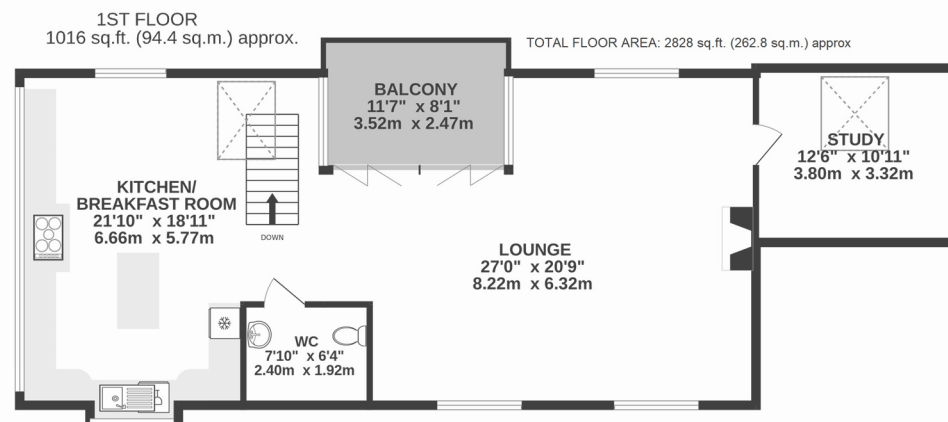 1ST FLOOR
1016 sq.ft. (94.4 sq.m.) approx.
TOTAL FLOOR AREA: 2828 sq.ft. (262.8 sq.m.) approx
BALCONY
11'7" x 8'1"
3.52m x 2.47m
STUDY
12'6" x 10'11"
3.80m x 3.32m
KITCHEN/
BREAKFAST ROOM
21'10" x 18'11"
6.66m x 5.77m
DOWN
LOUNGE
27'0" x 20'9"
8.22m x 6.32m
WC
7'10" x 6'4"
2.40m x 1.92m